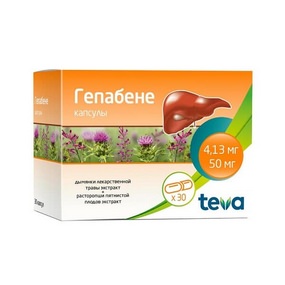 Гепабене
капсулы
4,13 мг
50 мг
дымянки лекарственной
травы экстракт
+
расторопши пятнистой
плодов экстракт
x 30
teva